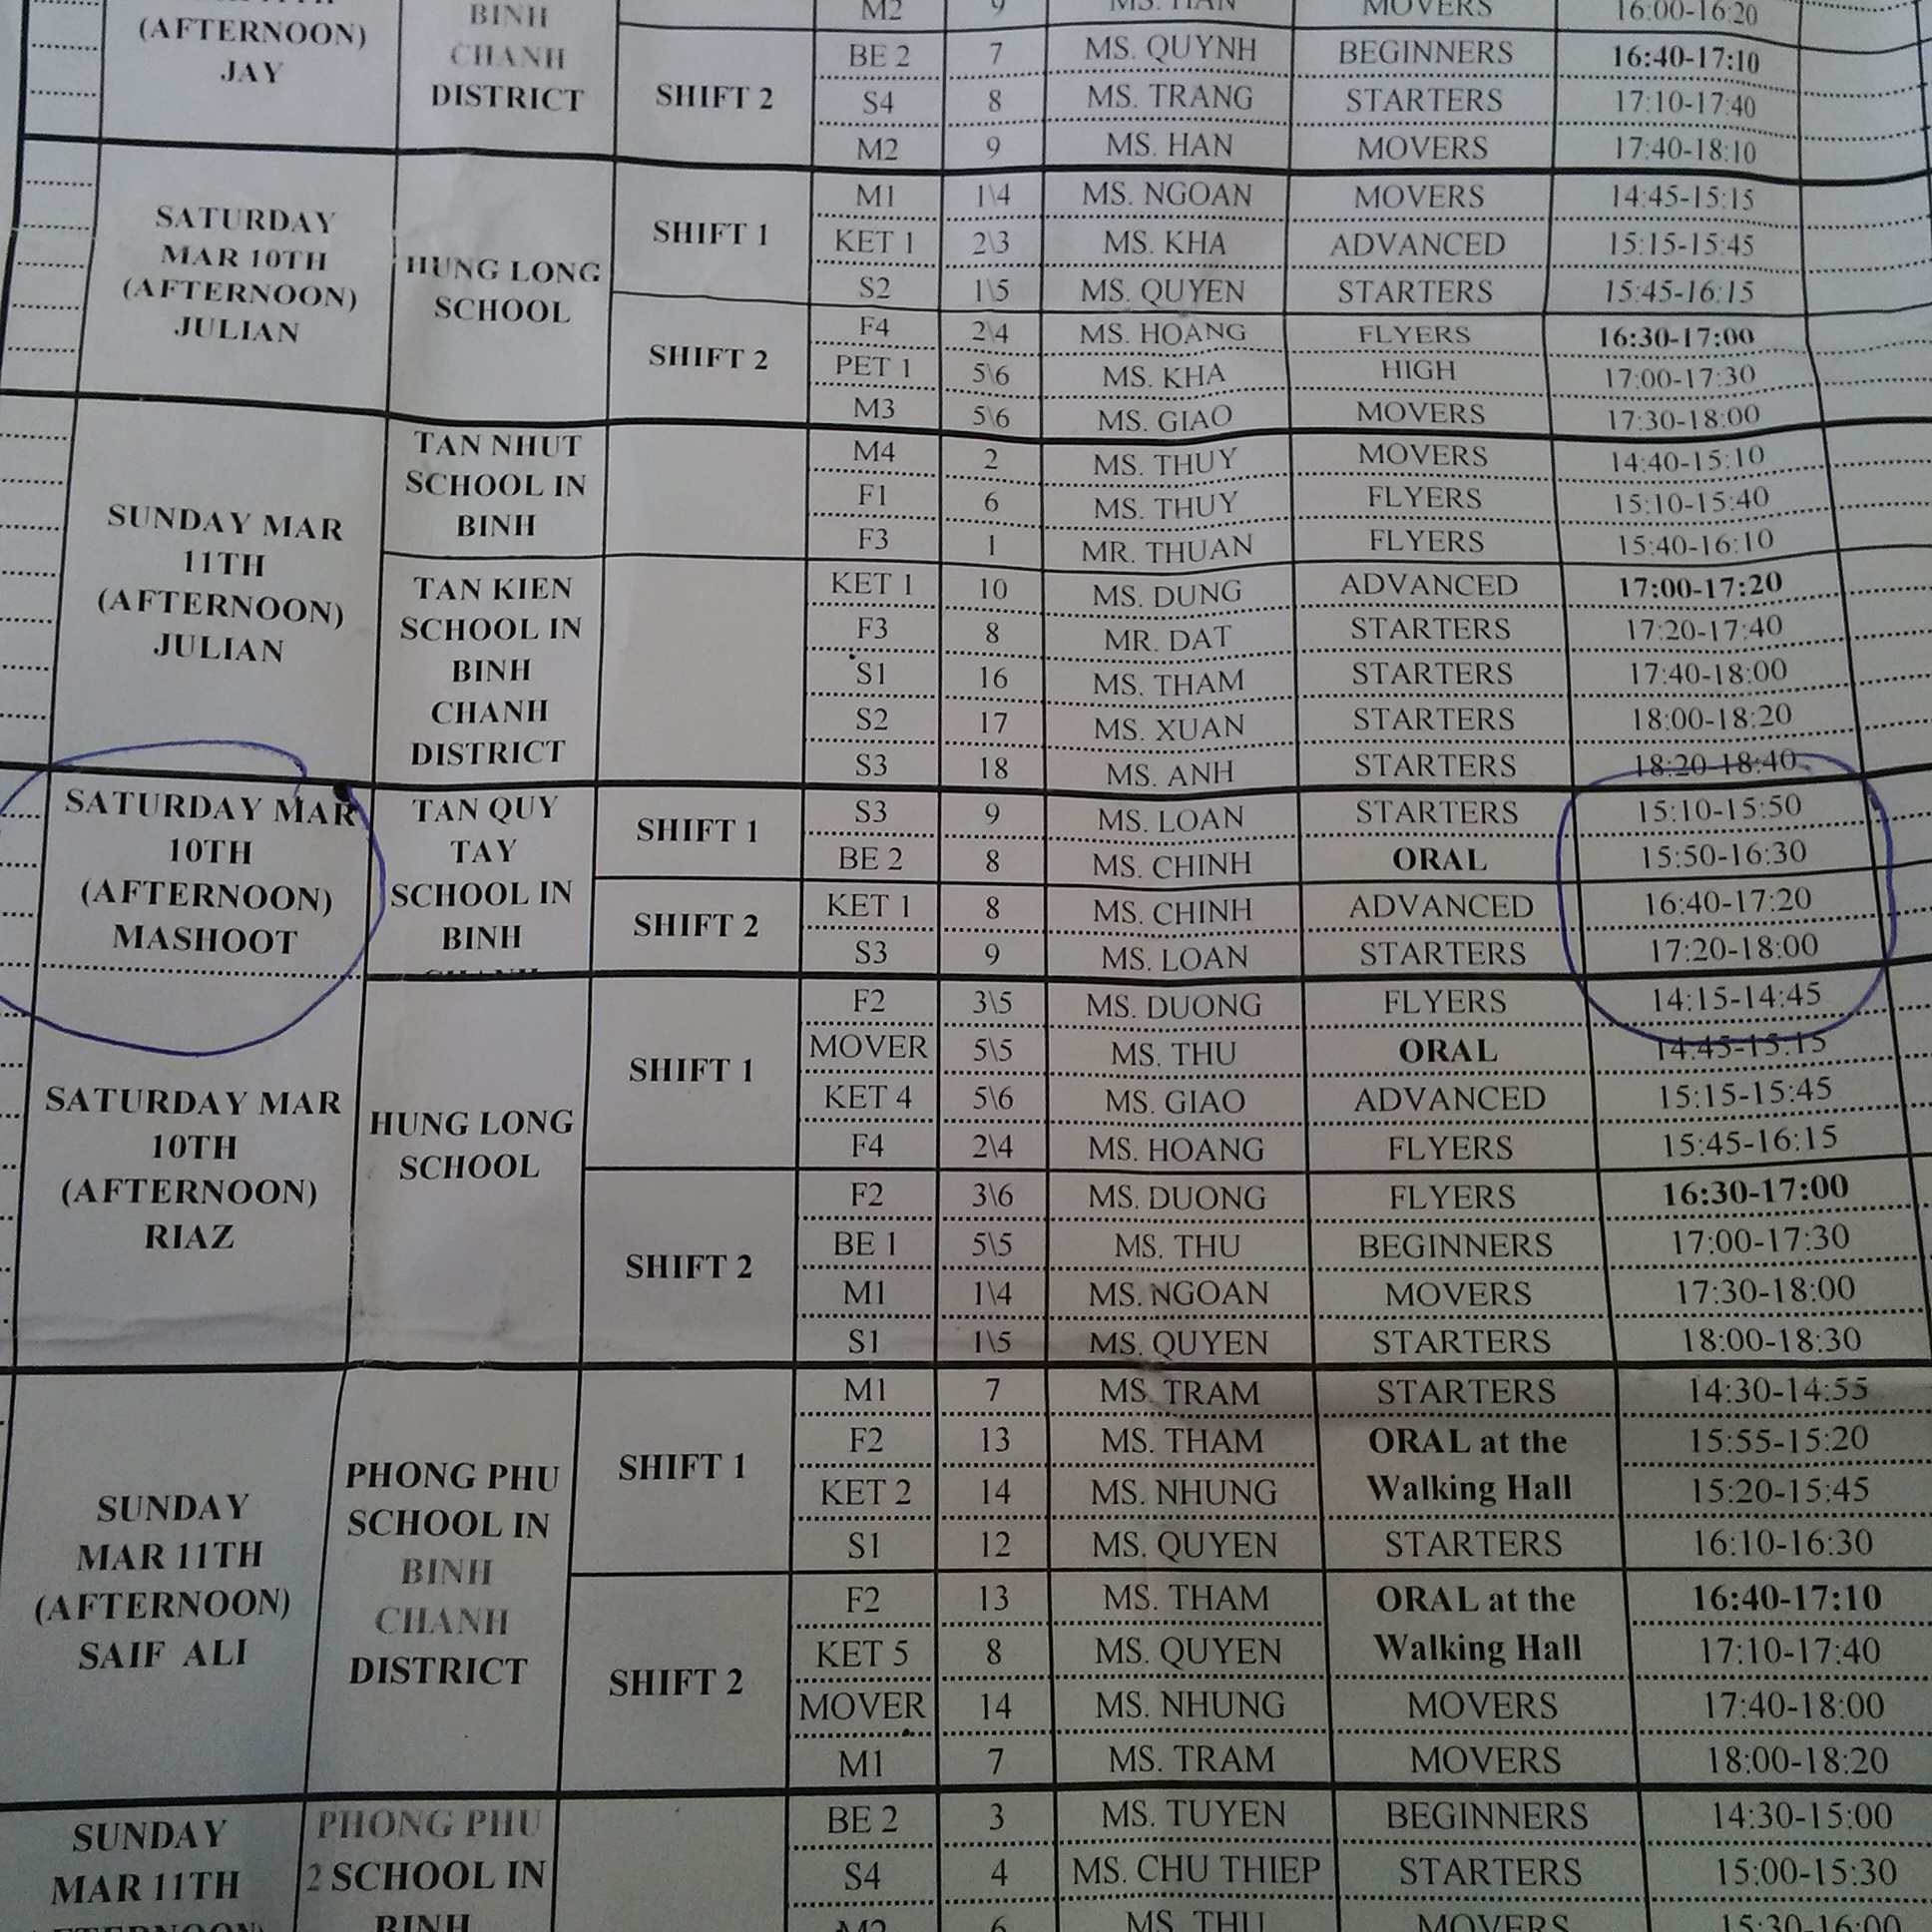 (AFTERNOON)
JAY
BINH
CHANH
DISTRICT
M2 9 MS. HAN MOVERS 16:00-16:20
SHIFT 2
BE 2 7 MS. QUYNH BEGINNERS 16:40-17:10
S4 8 MS. TRANG STARTERS 17:10-17:40
M2 9 MS. HAN MOVERS 17:40-18:10
SATURDAY
MAR 10TH
(AFTERNOON)
JULIAN
HUNG LONG
SCHOOL
SHIFT 1
M1 1\4 MS. NGOAN MOVERS 14:45-15:15
KET 1 2\3 MS. KHA ADVANCED 15:15-15:45
S2 1\5 MS. QUYEN STARTERS 15:45-16:15
SHIFT 2
F4 2\4 MS. HOANG FLYERS 16:30-17:00
PET 1 5\6 MS. KHA HIGH 17:00-17:30
M3 5\6 MS. GIAO MOVERS 17:30-18:00
SUNDAY MAR
11TH
(AFTERNOON)
JULIAN
TAN NHUT
SCHOOL IN
BINH
M4 2 MS. THUY MOVERS 14:40-15:10
F1 6 MS. THUY FLYERS 15:10-15:40
F3 1 MR. THUAN FLYERS 15:40-16:10
TAN KIEN
SCHOOL IN
BINH
CHANH
DISTRICT
KET 1 10 MS. DUNG ADVANCED 17:00-17:20
F3 8 MR. DAT STARTERS 17:20-17:40
S1 16 MS. THAM STARTERS 17:40-18:00
S2 17 MS. XUAN STARTERS 18:00-18:20
S3 18 MS. ANH STARTERS 18:20-18:40
SATURDAY MAR
10TH
(AFTERNOON)
MASHOOT
TAN QUY
TAY
SCHOOL IN
BINH
SHIFT 1
S3 9 MS. LOAN STARTERS 15:10-15:50
BE 2 8 MS. CHINH ORAL 15:50-16:30
SHIFT 2
KET 1 8 MS. CHINH ADVANCED 16:40-17:20
S3 9 MS. LOAN STARTERS 17:20-18:00
SATURDAY MAR
10TH
(AFTERNOON)
RIAZ
HUNG LONG
SCHOOL
SHIFT 1
F2 3\5 MS. DUONG FLYERS 14:15-14:45
MOVER 5\5 MS. THU ORAL 14:45-15:15
KET 4 5\6 MS. GIAO ADVANCED 15:15-15:45
F4 2\4 MS. HOANG FLYERS 15:45-16:15
SHIFT 2
F2 3\6 MS. DUONG FLYERS 16:30-17:00
BE 1 5\5 MS. THU BEGINNERS 17:00-17:30
M1 1\4 MS. NGOAN MOVERS 17:30-18:00
S1 1\5 MS. QUYEN STARTERS 18:00-18:30
SUNDAY
MAR 11TH
(AFTERNOON)
SAIF ALI
PHONG PHU
SCHOOL IN
BINH
CHANH
DISTRICT
SHIFT 1
M1 7 MS. TRAM STARTERS 14:30-14:55
F2 13 MS. THAM ORAL at the 15:55-15:20
KET 2 14 MS. NHUNG Walking Hall 15:20-15:45
S1 12 MS. QUYEN STARTERS 16:10-16:30
SHIFT 2
F2 13 MS. THAM ORAL at the 16:40-17:10
KET 5 8 MS. QUYEN Walking Hall 17:10-17:40
MOVER 14 MS. NHUNG MOVERS 17:40-18:00
M1 7 MS. TRAM MOVERS 18:00-18:20
SUNDAY
MAR 11TH
PHONG PHU
2 SCHOOL IN
BINH
BE 2 3 MS. TUYEN BEGINNERS 14:30-15:00
S4 4 MS. CHU THIEP STARTERS 15:00-15:30
6 MS. THU MOVERS 15:30-16:00